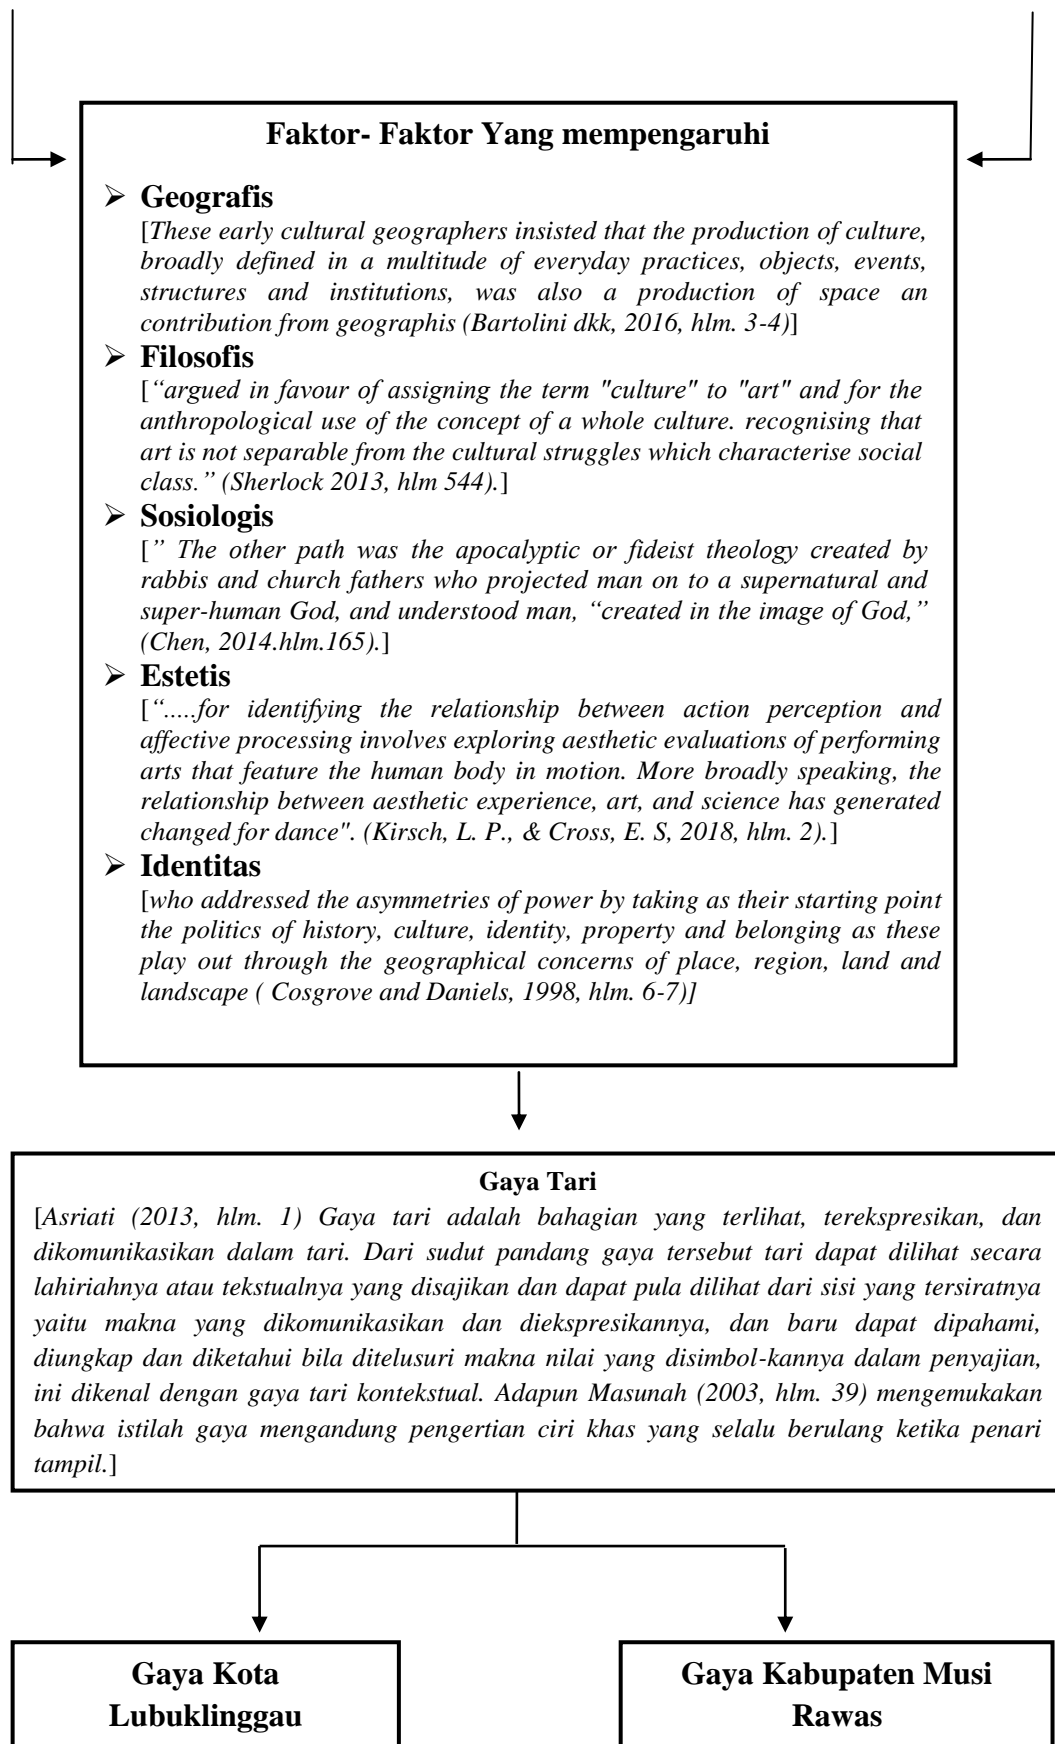 Faktor- Faktor Yang mempengaruhi
➢ Geografis
[These early cultural geographers insisted that the production of culture,
broadly defined in a multitude of everyday practices, objects, events,
structures and institutions, was also a production of space an
contribution from geographis (Bartolini dkk, 2016, hlm. 3-4)]
➢ Filosofis
[“argued in favour of assigning the term "culture" to "art" and for the
anthropological use of the concept of a whole culture. recognising that
art is not separable from the cultural struggles which characterise social
class.” (Sherlock 2013, hlm 544).]
➢ Sosiologis
[” The other path was the apocalyptic or fideist theology created by
rabbis and church fathers who projected man on to a supernatural and
super-human God, and understood man, “created in the image of God,”
(Chen, 2014.hlm.165).]
➢ Estetis
[“.....for identifying the relationship between action perception and
affective processing involves exploring aesthetic evaluations of performing
arts that feature the human body in motion. More broadly speaking, the
relationship between aesthetic experience, art, and science has generated
changed for dance". (Kirsch, L. P., & Cross, E. S, 2018, hlm. 2).]
➢ Identitas
[who addressed the asymmetries of power by taking as their starting point
the politics of history, culture, identity, property and belonging as these
play out through the geographical concerns of place, region, land and
landscape ( Cosgrove and Daniels, 1998, hlm. 6-7)]
Gaya Tari
[Asriati (2013, hlm. 1) Gaya tari adalah bahagian yang terlihat, terekspresikan, dan
dikomunikasikan dalam tari. Dari sudut pandang gaya tersebut tari dapat dilihat secara
lahiriahnya atau tekstualnya yang disajikan dan dapat pula dilihat dari sisi yang tersiratnya
yaitu makna yang dikomunikasikan dan diekspresikannya, dan baru dapat dipahami,
diungkap dan diketahui bila ditelusuri makna nilai yang disimbol-kannya dalam penyajian,
ini dikenal dengan gaya tari kontekstual. Adapun Masunah (2003, hlm. 39) mengemukakan
bahwa istilah gaya mengandung pengertian ciri khas yang selalu berulang ketika penari
tampil.]
Gaya Kota
Lubuklinggau
Gaya Kabupaten Musi
Rawas